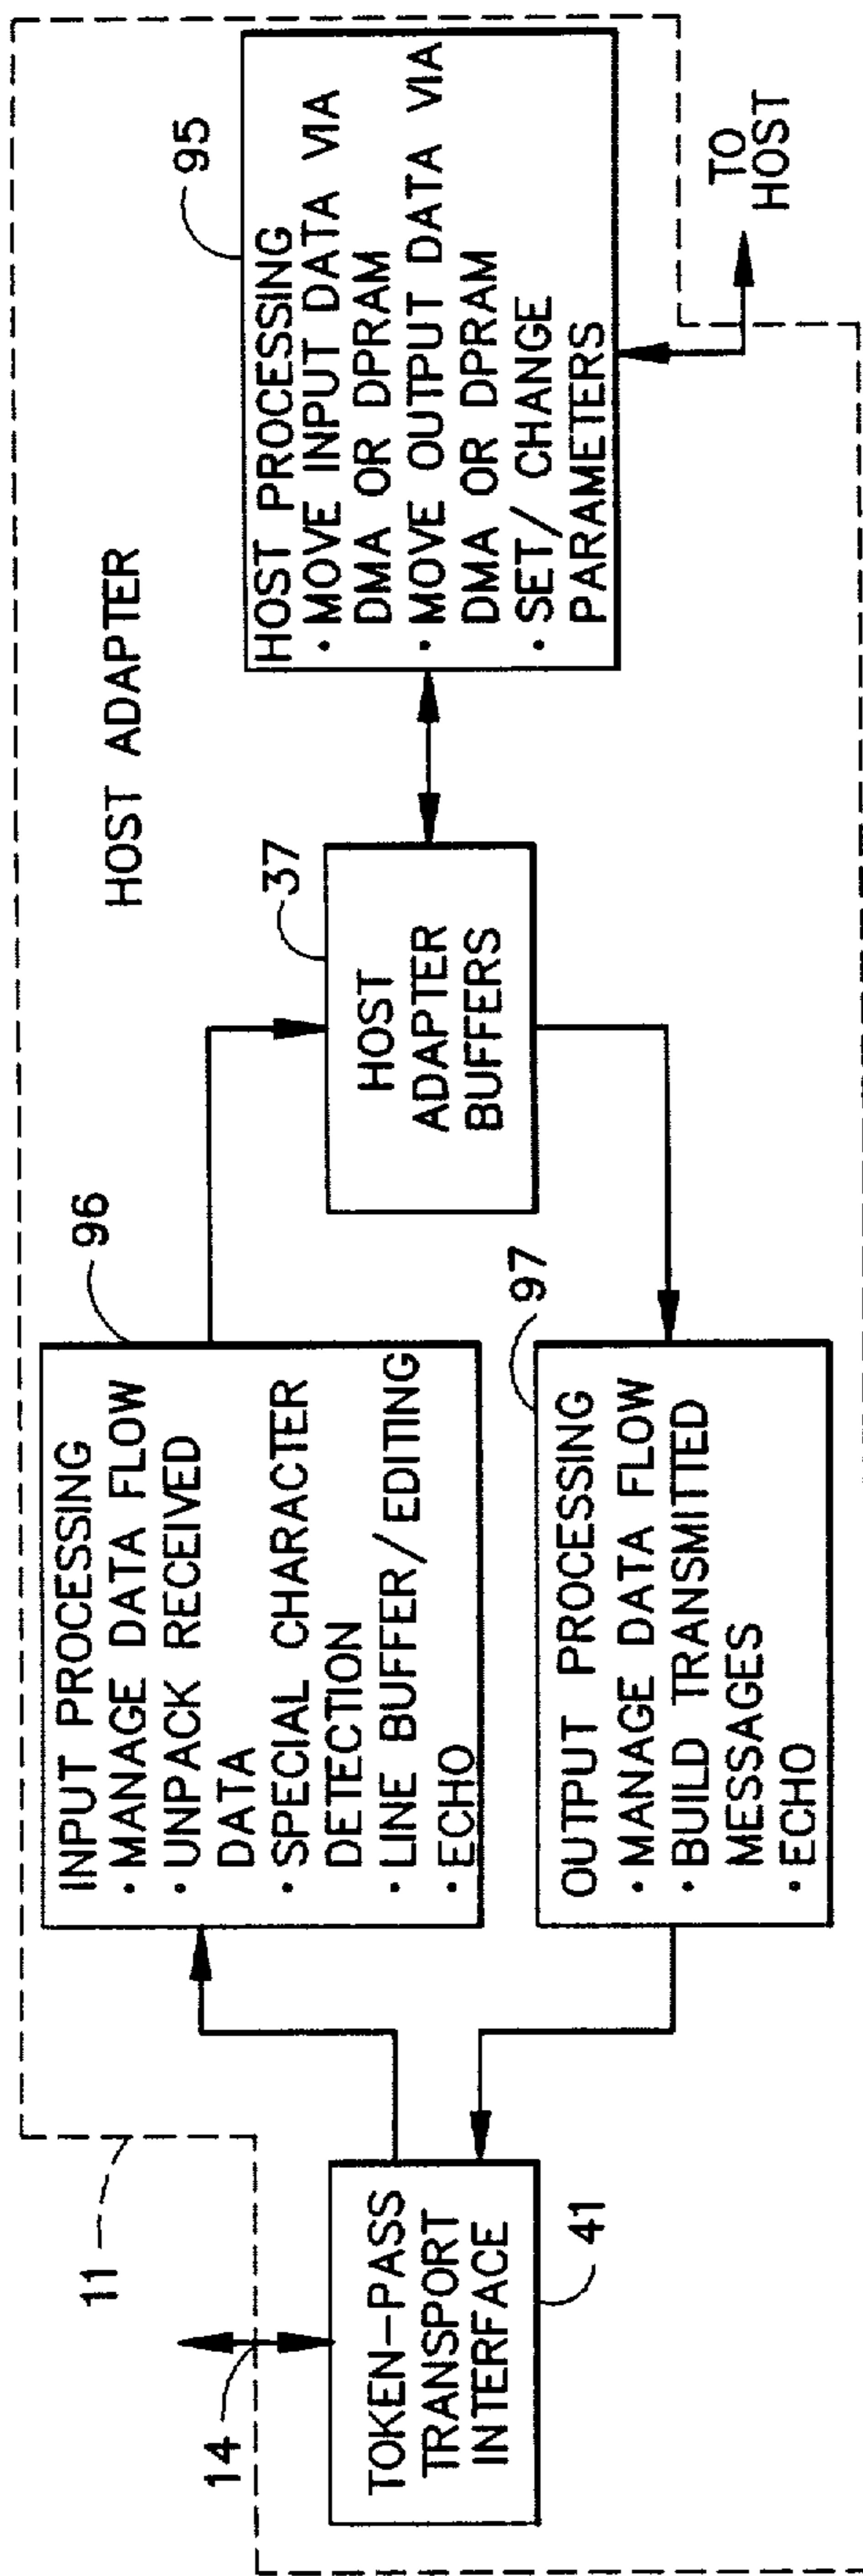 HOST ADAPTER
11
14
TOKEN-PASS
TRANSPORT
INTERFACE
41
96
INPUT PROCESSING
• MANAGE DATA FLOW
• UNPACK RECEIVED
DATA
• SPECIAL CHARACTER
DETECTION
• LINE BUFFER/EDITING
• ECHO
97
OUTPUT PROCESSING
• MANAGE DATA FLOW
• BUILD TRANSMITTED
MESSAGES
• ECHO
37
HOST
ADAPTER
BUFFERS
95
HOST PROCESSING
• MOVE INPUT DATA VIA
DMA OR DPRAM
• MOVE OUTPUT DATA VIA
DMA OR DPRAM
• SET/ CHANGE
PARAMETERS
TO
HOST